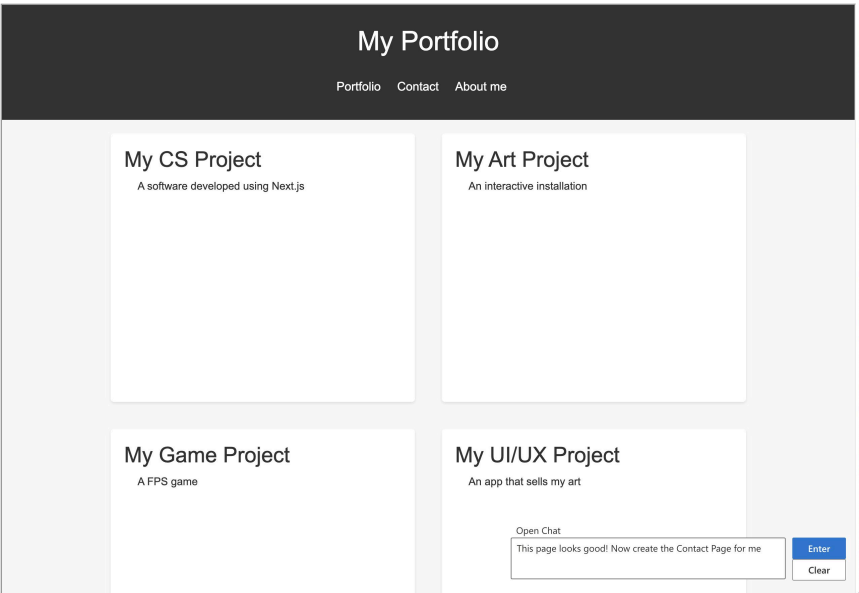 My Portfolio
Portfolio Contact About me
My CS Project
A software developed using Next.js
My Art Project
An interactive installation
My Game Project
A FPS game
My UI/UX Project
An app that sells my art
Open Chat
This page looks good! Now create the Contact Page for me
Enter
Clear